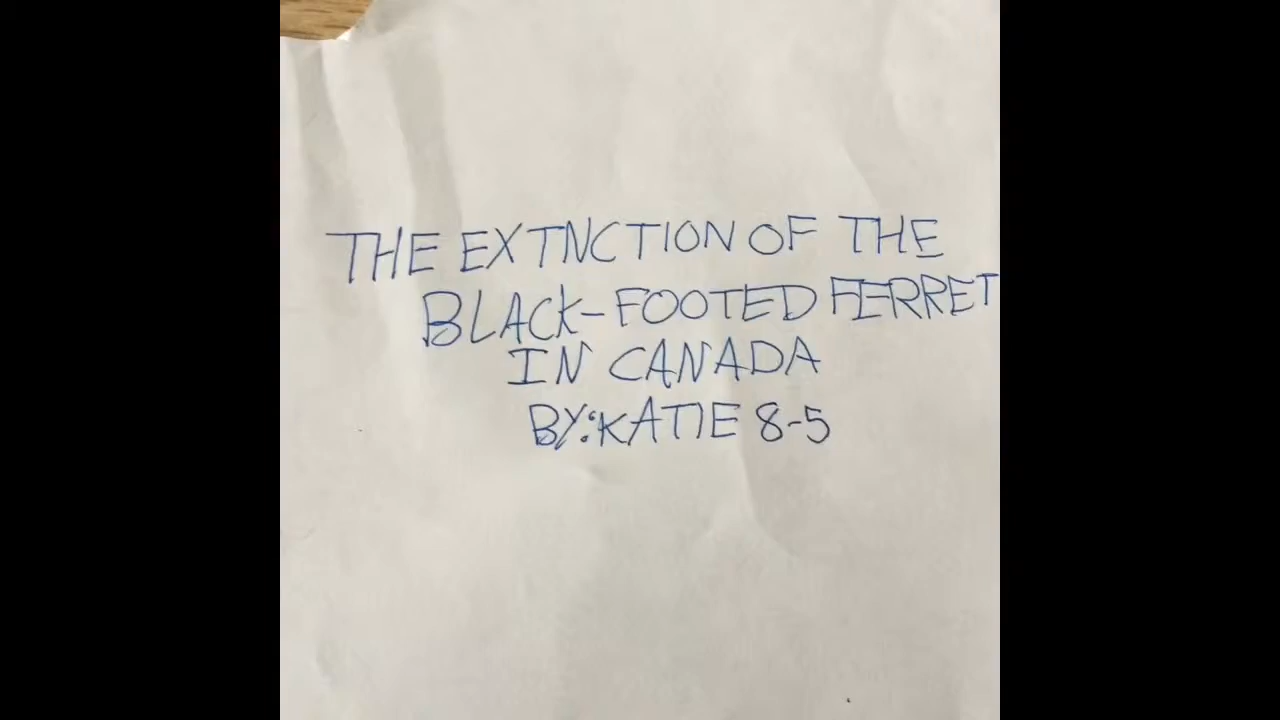 THE EXTNCTION OF THE
BLACK-FOOTED FERRET
IN CANADA
BY: KATIE 8-5